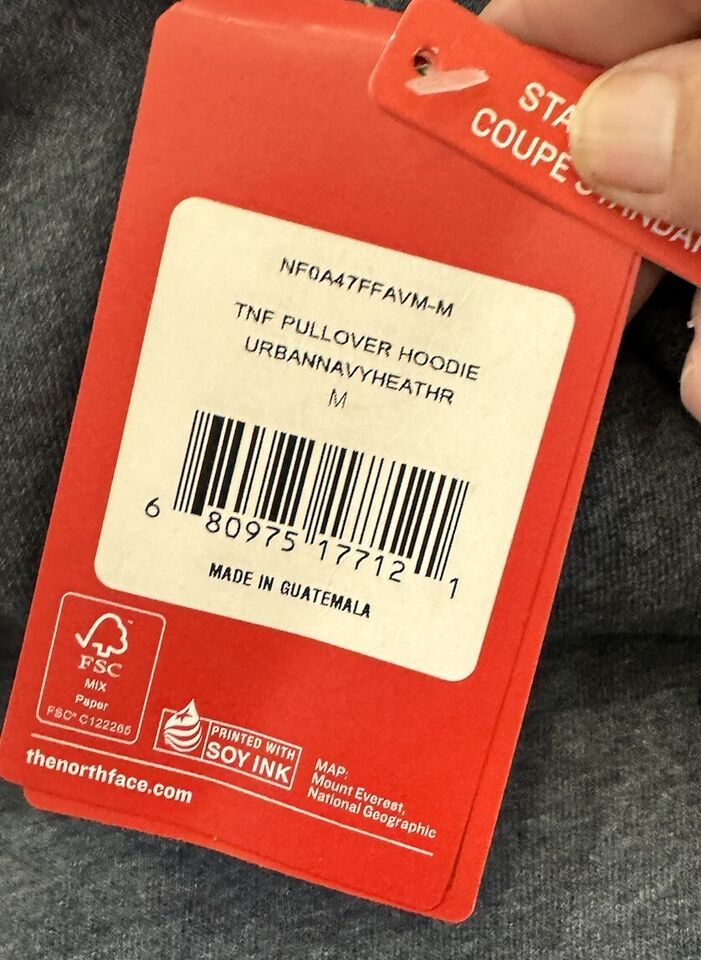 COUPE
NF0A47FFAVM-M
TNF PULLOVER HOODIE
URBANNAVYHEATHR
M
6 80975 17712 1
MADE IN GUATEMALA
FSC
MIX
Paper
FSC® C122265
PRINTED WITH
SOY INK
MAP:
Mount Everest,
National Geographic
thenorthface.com